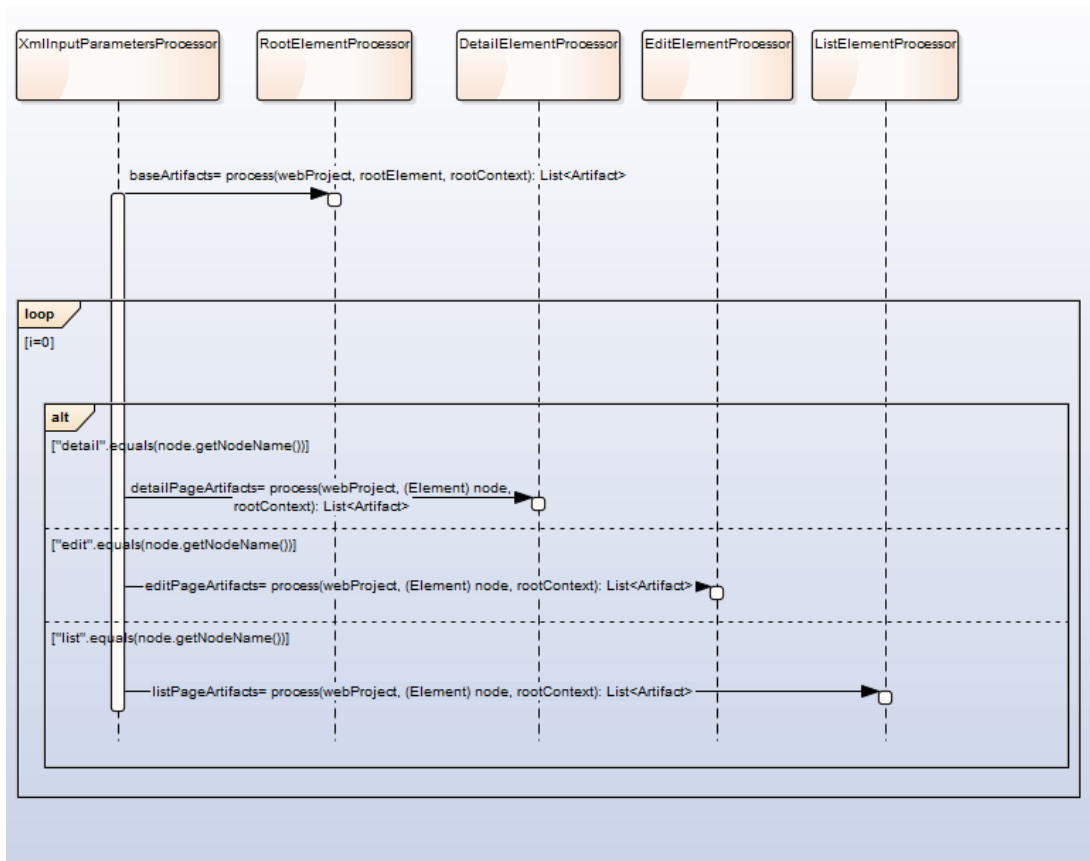 XmlInputParametersProcessor
RootElementProcessor
DetailElementProcessor
EditElementProcessor
ListElementProcessor
baseArtifacts= process(webProject, rootElement, rootContext): List<Artifact>
loop
[i=0]
alt
["detail".equals(node.getNodeName())]
detailPageArtifacts= process(webProject, (Element) node,
rootContext): List<Artifact>
["edit".equals(node.getNodeName())]
editPageArtifacts= process(webProject, (Element) node, rootContext): List<Artifact>
["list".equals(node.getNodeName())]
listPageArtifacts= process(webProject, (Element) node, rootContext): List<Artifact>